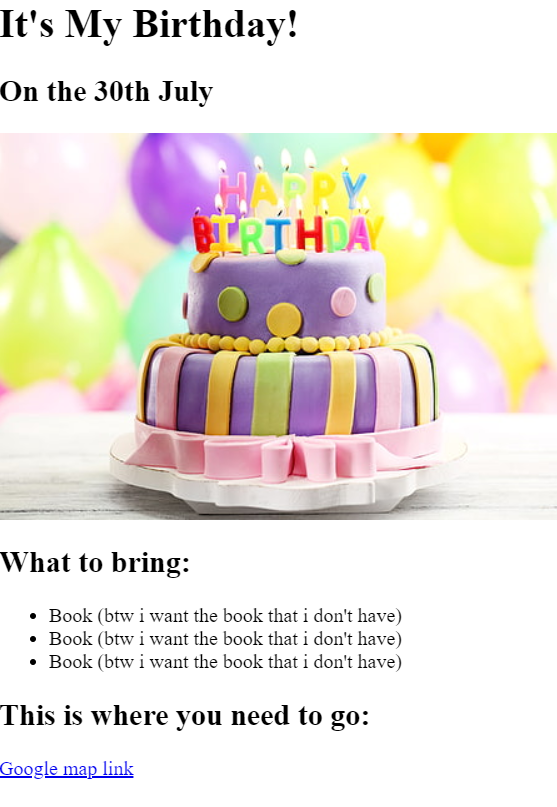 It's My Birthday!
On the 30th July
HAPPY
BIRTHDAY
What to bring:
Book (btw i want the book that i don't have)
Book (btw i want the book that i don't have)
Book (btw i want the book that i don't have)
This is where you need to go:
Google map link